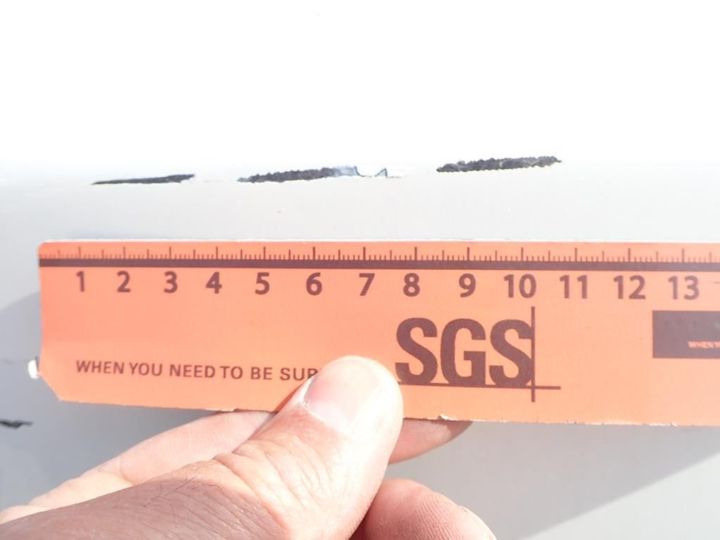 1 2 3 4 5 6 7 8 9 10 11 12 13
SGS
WHEN YOU NEED TO BE SUR